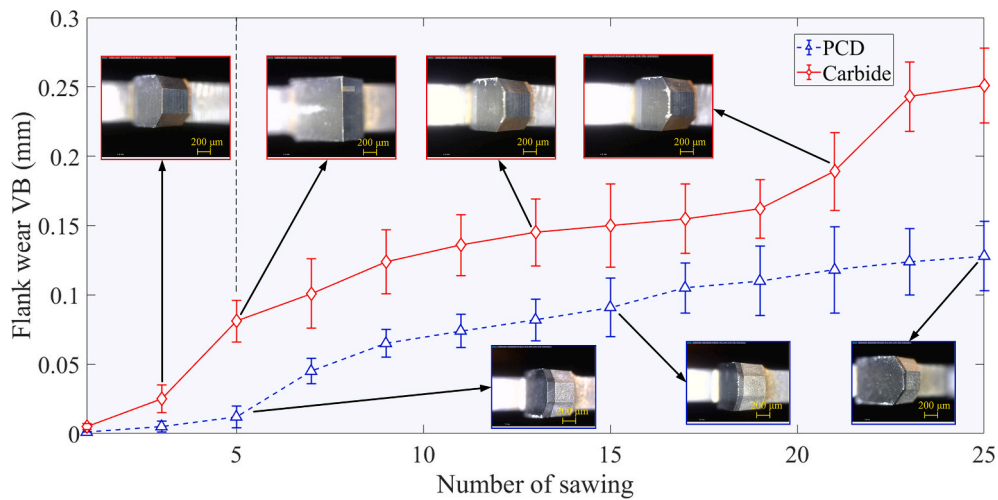 0.3
0.25
0.2
0.15
0.1
0.05
0
Flank wear VB (mm)
PCD
Carbide
200 μm
200 μm
200 μm
200 μm
200 μm
200 μm
200 μm
5
10
15
20
25
Number of sawing